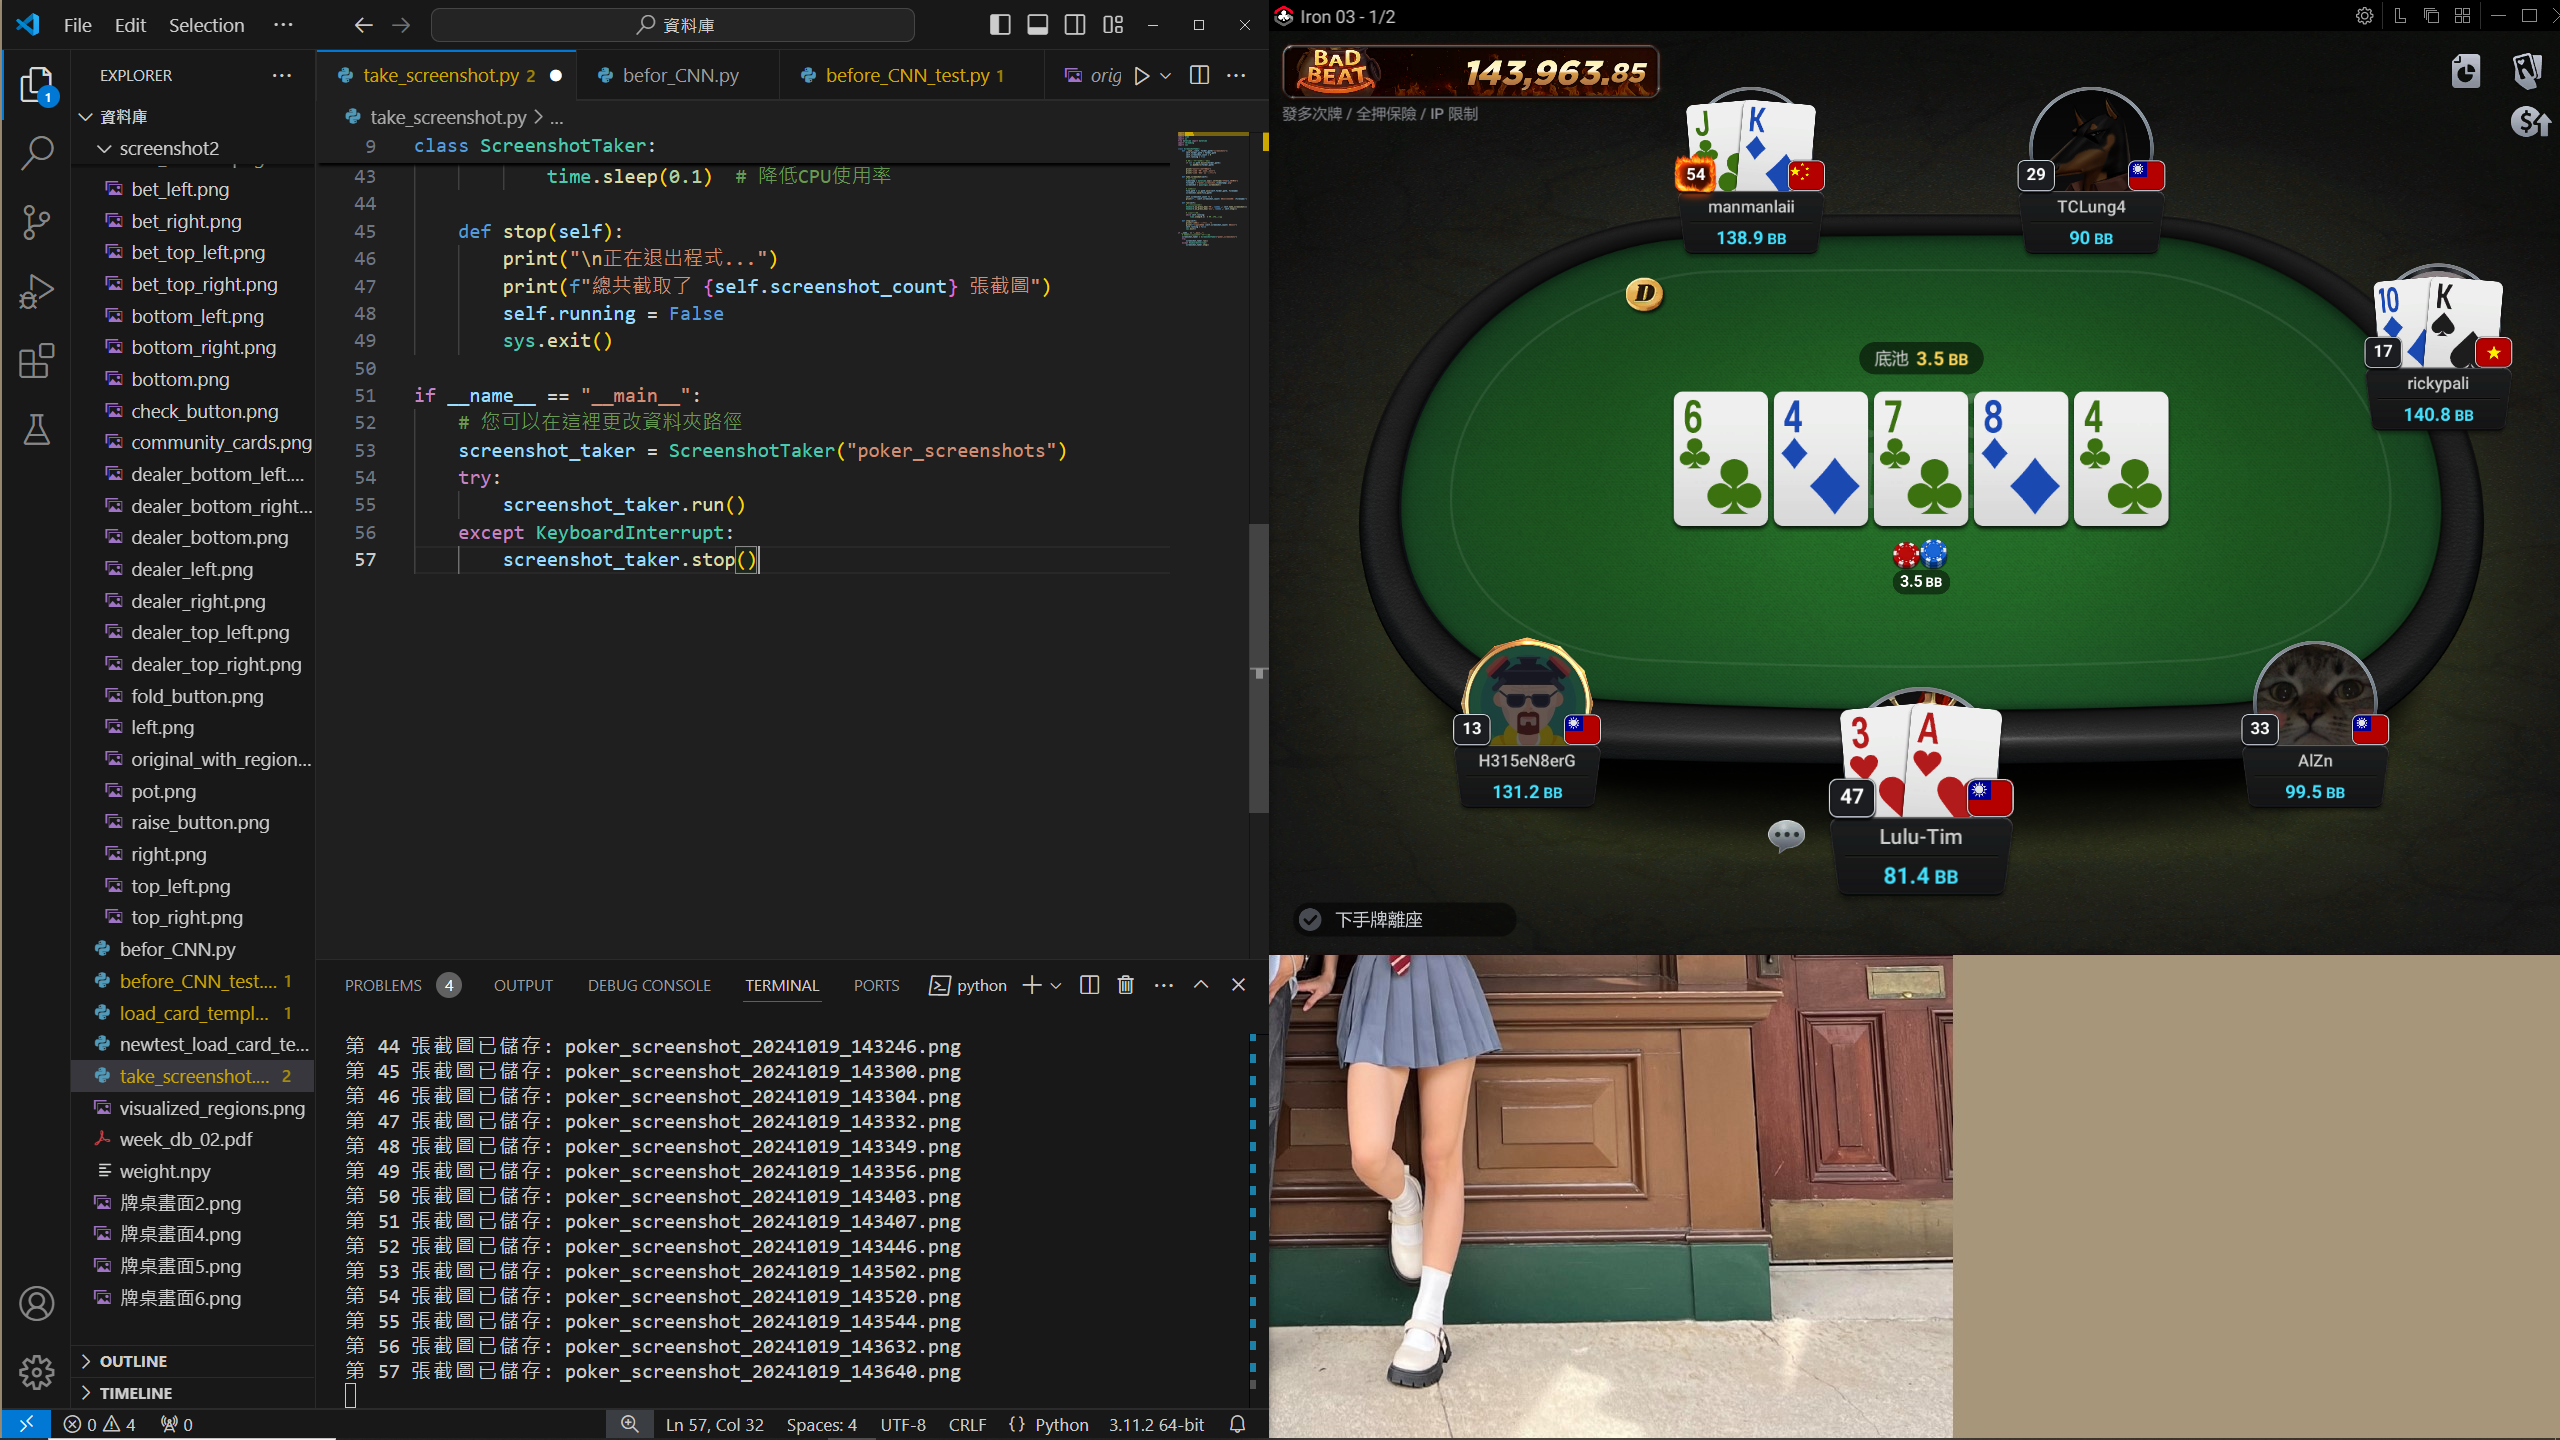 File Edit Selection ···
資料庫
EXPLORER ···
資料庫
screenshot2
bet_left.png
bet_right.png
bet_top_left.png
bet_top_right.png
bottom_left.png
bottom_right.png
bottom.png
check_button.png
community_cards.png
dealer_bottom_left....
dealer_bottom_right...
dealer_bottom.png
dealer_left.png
dealer_right.png
dealer_top_left.png
dealer_top_right.png
fold_button.png
left.png
original_with_region...
pot.png
raise_button.png
right.png
top_left.png
top_right.png
befor_CNN.py
before_CNN_test.... 1
load_card_templ... 1
newtest_load_card_te...
take_screenshot.... 2
visualized_regions.png
week_db_02.pdf
weight.npy
牌桌畫面2.png
牌桌畫面4.png
牌桌畫面5.png
牌桌畫面6.png
OUTLINE
TIMELINE
1
take_screenshot.py 2
befor_CNN.py
before_CNN_test.py 1
orig
take_screenshot.py > ...
9 class ScreenshotTaker:
43 time.sleep(0.1) # 降低CPU使用率
44
45 def stop(self):
46 print("\n正在退出程式...")
47 print(f"總共截取了 {self.screenshot_count} 張截圖")
48 self.running = False
49 sys.exit()
50
51 if __name__ == "__main__":
52 # 您可以在這裡更改資料夾路徑
53 screenshot_taker = ScreenshotTaker("poker_screenshots")
54 try:
55 screenshot_taker.run()
56 except KeyboardInterrupt:
57 screenshot_taker.stop()
PROBLEMS 4 OUTPUT DEBUG CONSOLE TERMINAL PORTS python
第 44 張截圖已儲存: poker_screenshot_20241019_143246.png
第 45 張截圖已儲存: poker_screenshot_20241019_143300.png
第 46 張截圖已儲存: poker_screenshot_20241019_143304.png
第 47 張截圖已儲存: poker_screenshot_20241019_143332.png
第 48 張截圖已儲存: poker_screenshot_20241019_143349.png
第 49 張截圖已儲存: poker_screenshot_20241019_143356.png
第 50 張截圖已儲存: poker_screenshot_20241019_143403.png
第 51 張截圖已儲存: poker_screenshot_20241019_143407.png
第 52 張截圖已儲存: poker_screenshot_20241019_143446.png
第 53 張截圖已儲存: poker_screenshot_20241019_143502.png
第 54 張截圖已儲存: poker_screenshot_20241019_143520.png
第 55 張截圖已儲存: poker_screenshot_20241019_143544.png
第 56 張截圖已儲存: poker_screenshot_20241019_143632.png
第 57 張截圖已儲存: poker_screenshot_20241019_143640.png
0 4 0
Ln 57, Col 32 Spaces: 4 UTF-8 CRLF {} Python 3.11.2 64-bit
Iron 03 - 1/2
L
BAD BEAT 143,963.85
發多次牌 / 全押保險 / IP 限制
J K
54
manmanlaii
138.9 BB
29
TCLung4
90 BB
D
10 K
17
rickypali
140.8 BB
底池 3.5 BB
6 4 7 8 4
3.5 BB
13
H315eN8erG
131.2 BB
3 A
47
Lulu-Tim
81.4 BB
33
AlZn
99.5 BB
下手牌離座